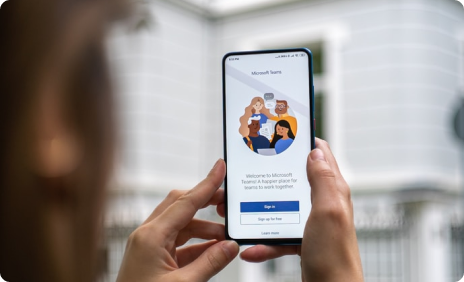 Microsoft Teams
Welcome to Microsoft
Teams! A happier place for
teams to work together.
Sign in
Sign up for free
Learn more